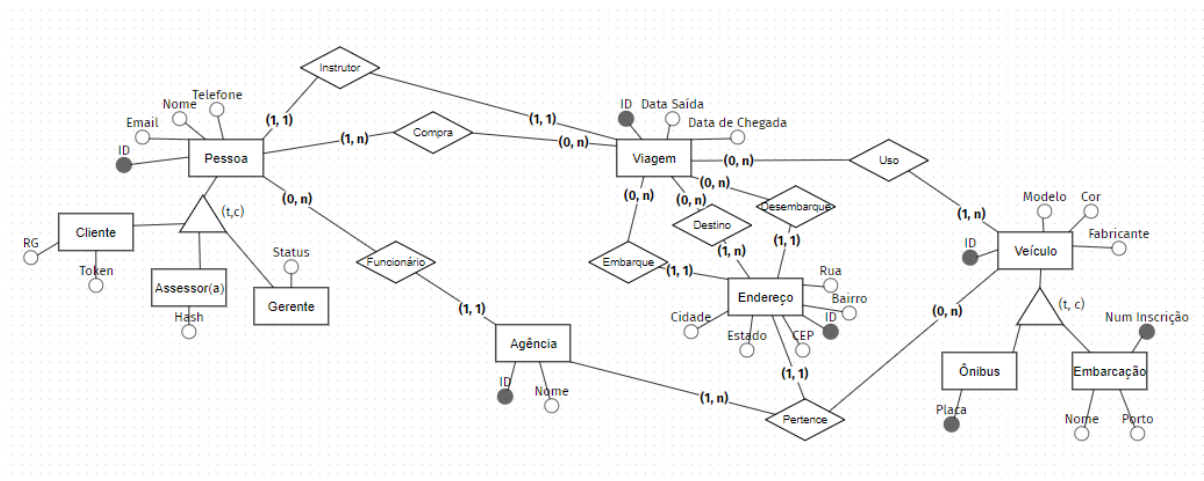 Instrutor
Telefone
Nome
Email
ID
Pessoa
(1, 1)
(1, n)
Compra
(0, n)
(1, 1)
ID
Data Saída
Data de Chegada
Viagem
(0, n)
Uso
(1, n)
(0, n)
(t,c)
Cliente
RG
Token
Assessor(a)
Hash
Status
Gerente
Funcionário
(1, 1)
(0, n)
(0, n)
(0, n)
Desembarque
Destino
Embarque
(1, 1)
(1, n)
(1, 1)
Endereço
Rua
Bairro
ID
CEP
Estado
Cidade
(1, 1)
Modelo
Cor
Fabricante
ID
Veículo
(0, n)
(t, c)
Num Inscrição
Ônibus
Embarcação
Placa
Nome
Porto
Agência
ID
Nome
(1, n)
Pertence